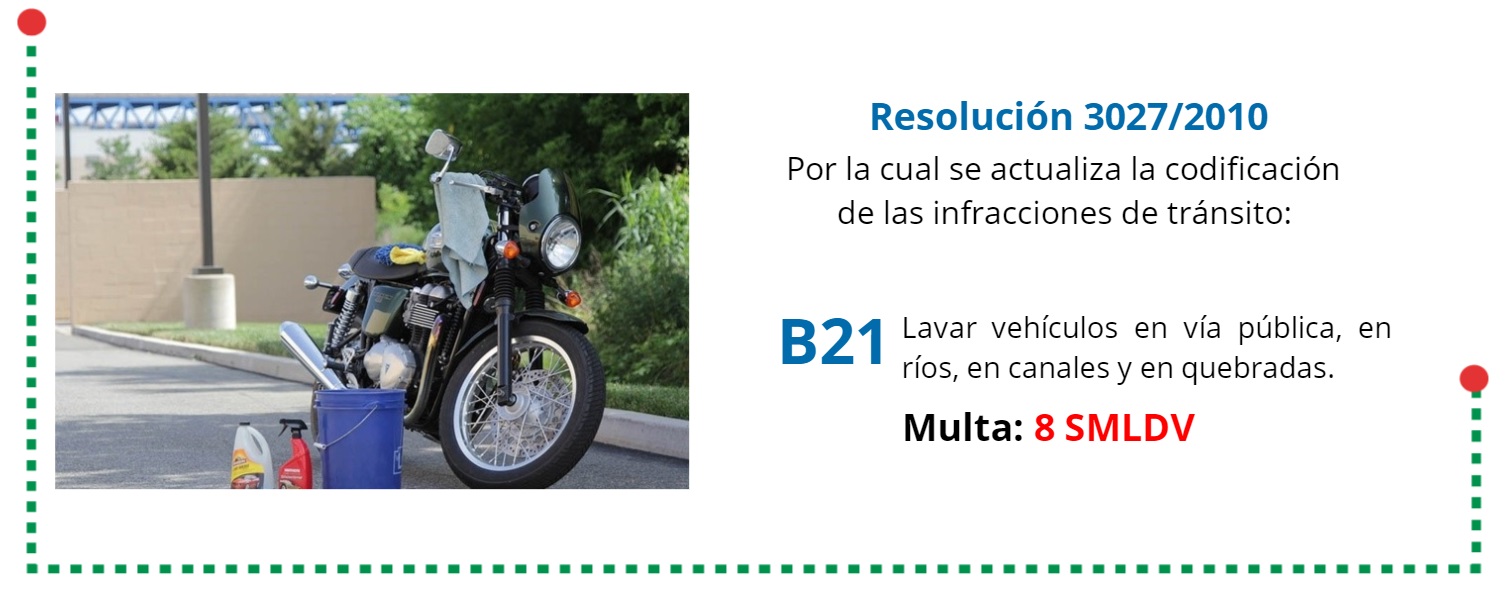 Resolución 3027/2010
Por la cual se actualiza la codificación
de las infracciones de tránsito:
B21
Lavar vehículos en vía pública, en
ríos, en canales y en quebradas.
Multa: 8 SMLDV